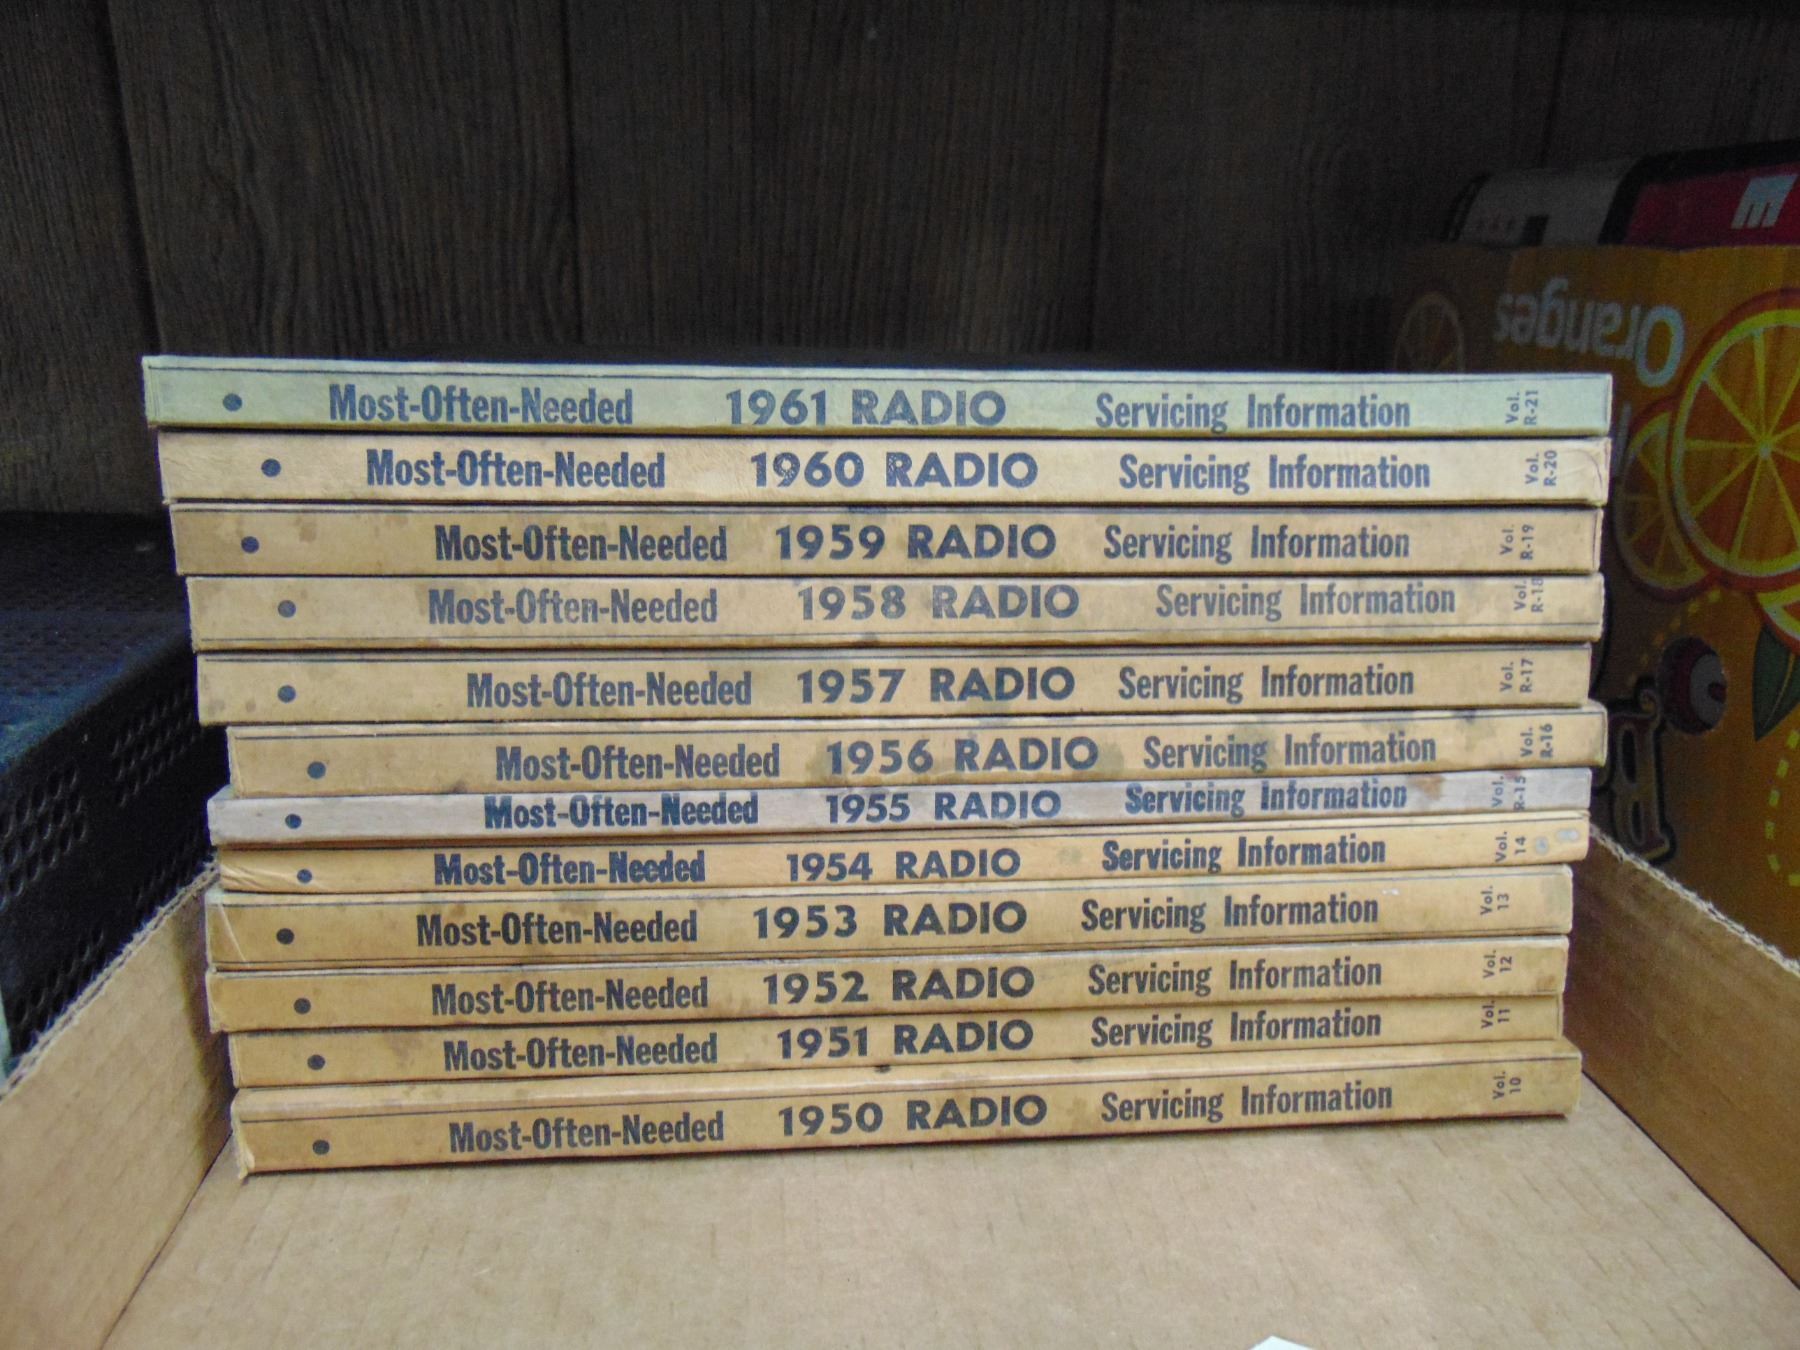 Most-Often-Needed 1961 RADIO Servicing Information Vol. R-21
Most-Often-Needed 1960 RADIO Servicing Information Vol. R-20
Most-Often-Needed 1959 RADIO Servicing Information Vol. R-19
Most-Often-Needed 1958 RADIO Servicing Information Vol. R-18
Most-Often-Needed 1957 RADIO Servicing Information Vol. R-17
Most-Often-Needed 1956 RADIO Servicing Information Vol. R-16
Most-Often-Needed 1955 RADIO Servicing Information Vol. R-15
Most-Often-Needed 1954 RADIO Servicing Information Vol. 14
Most-Often-Needed 1953 RADIO Servicing Information Vol. 13
Most-Often-Needed 1952 RADIO Servicing Information Vol. 12
Most-Often-Needed 1951 RADIO Servicing Information Vol. 11
Most-Often-Needed 1950 RADIO Servicing Information Vol. 10
Oranges